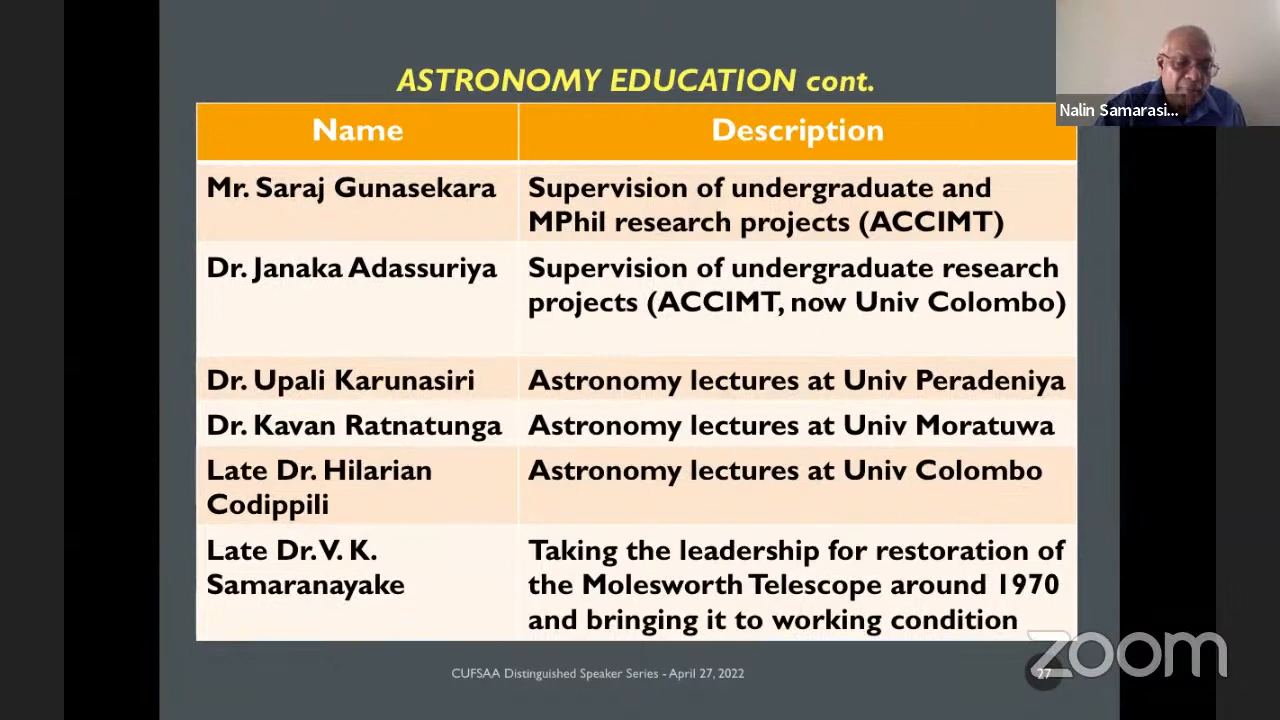 ASTRONOMY EDUCATION cont.
Name Description
Mr. Saraj Gunasekara Supervision of undergraduate and
MPhil research projects (ACCIMT)
Dr. Janaka Adassuriya Supervision of undergraduate research
projects (ACCIMT, now Univ Colombo)
Dr. Upali Karunasiri Astronomy lectures at Univ Peradeniya
Dr. Kavan Ratnatunga Astronomy lectures at Univ Moratuwa
Late Dr. Hilarian Astronomy lectures at Univ Colombo
Codippili
Late Dr. V. K. Taking the leadership for restoration of
Samaranayake the Molesworth Telescope around 1970
and bringing it to working condition
CUFSAA Distinguished Speaker Series - April 27, 2022
27
Nalin Samarasi...
zoom